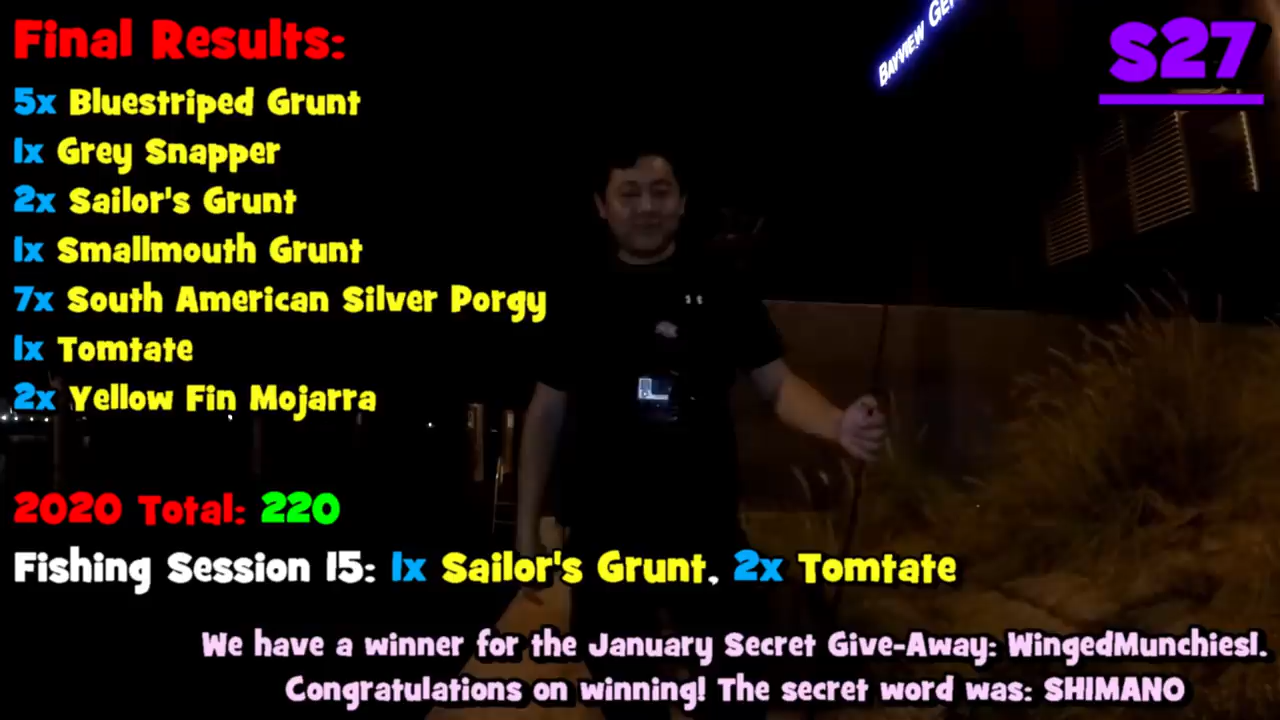 Final Results:
S27
5x Bluestriped Grunt
1x Grey Snapper
2x Sailor's Grunt
1x Smallmouth Grunt
7x South American Silver Porgy
1x Tomtate
2x Yellow Fin Mojarra
2020 Total: 220
Fishing Session 15: 1x Sailor's Grunt, 2x Tomtate
We have a winner for the January Secret Give-Away: WingedMunchies1.
Congratulations on winning! The secret word was: SHIMANO
BAYVIEW